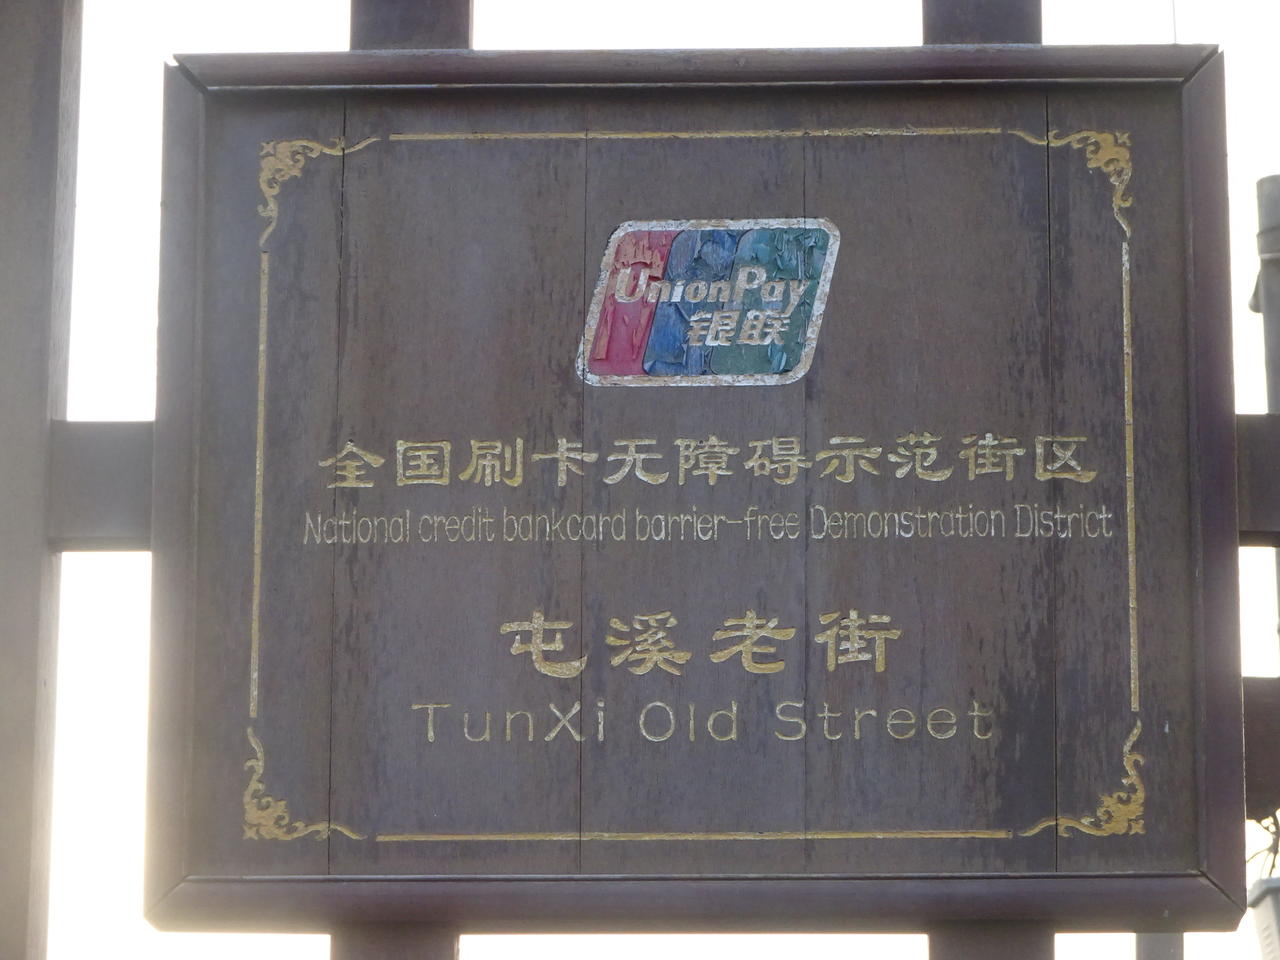 UnionPay
银联
全国刷卡无障碍示范街区
National credit bankcard barrier-free Demonstration District
屯溪老街
TunXi Old Street